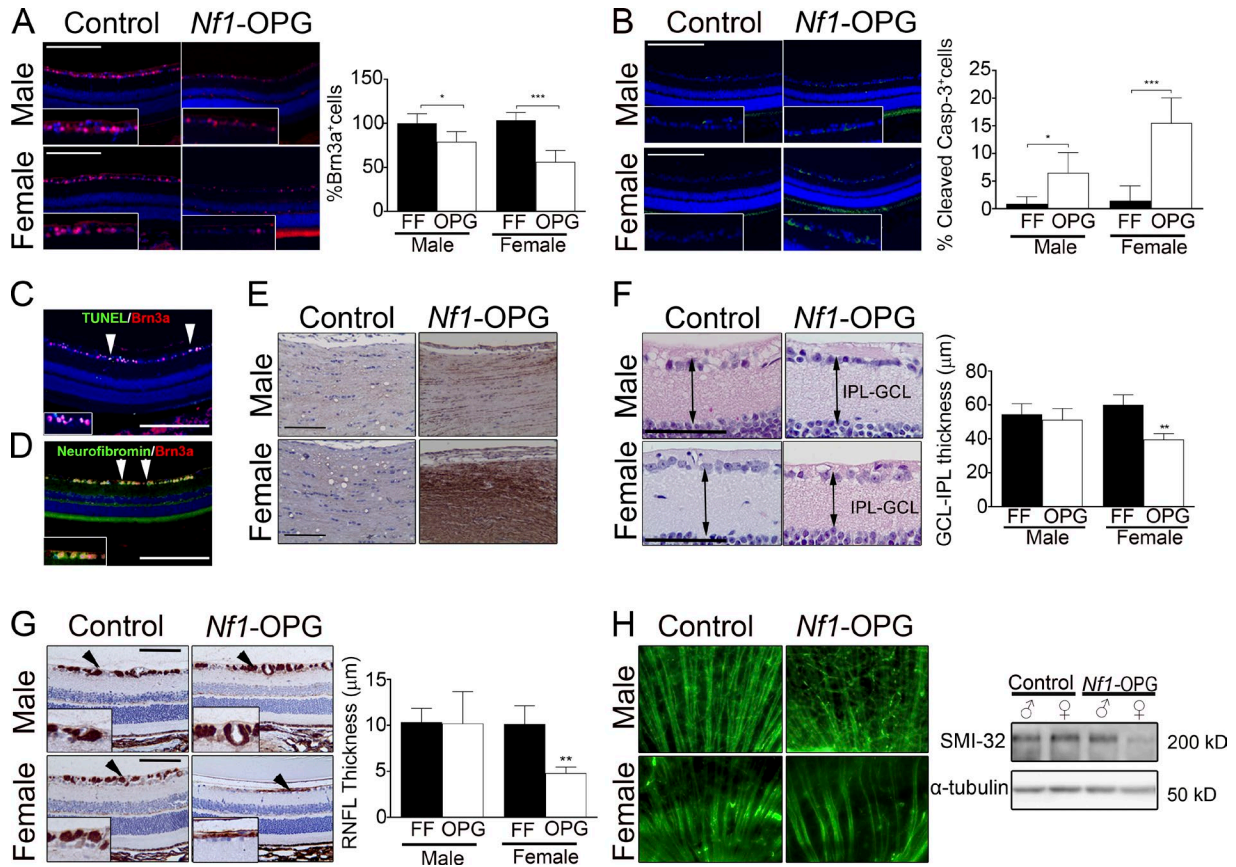 A
Control
Nf1-OPG
Male
Female
%Brn3a+cells
150
100
50
0
*
***
FF OPG
FF OPG
Male
Female
B
Control
Nf1-OPG
Male
Female
% Cleaved Casp-3+cells
25
20
15
10
5
0
*
***
FF OPG
FF OPG
Male
Female
C
TUNEL/Brn3a
D
Neurofibromin/Brn3a
E
Control
Nf1-OPG
Male
Female
F
Control
Nf1-OPG
Male
IPL-GCL
Female
IPL-GCL
GCL-IPL thickness (µm)
80
60
40
20
0
**
FF OPG
FF OPG
Male
Female
G
Control
Nf1-OPG
Male
Female
RNFL Thickness (µm)
15
10
5
0
**
FF OPG
FF OPG
Male
Female
H
Control
Nf1-OPG
Male
Female
Control
Nf1-OPG
♂ ♀ ♂ ♀
SMI-32
200 kD
α-tubulin
50 kD